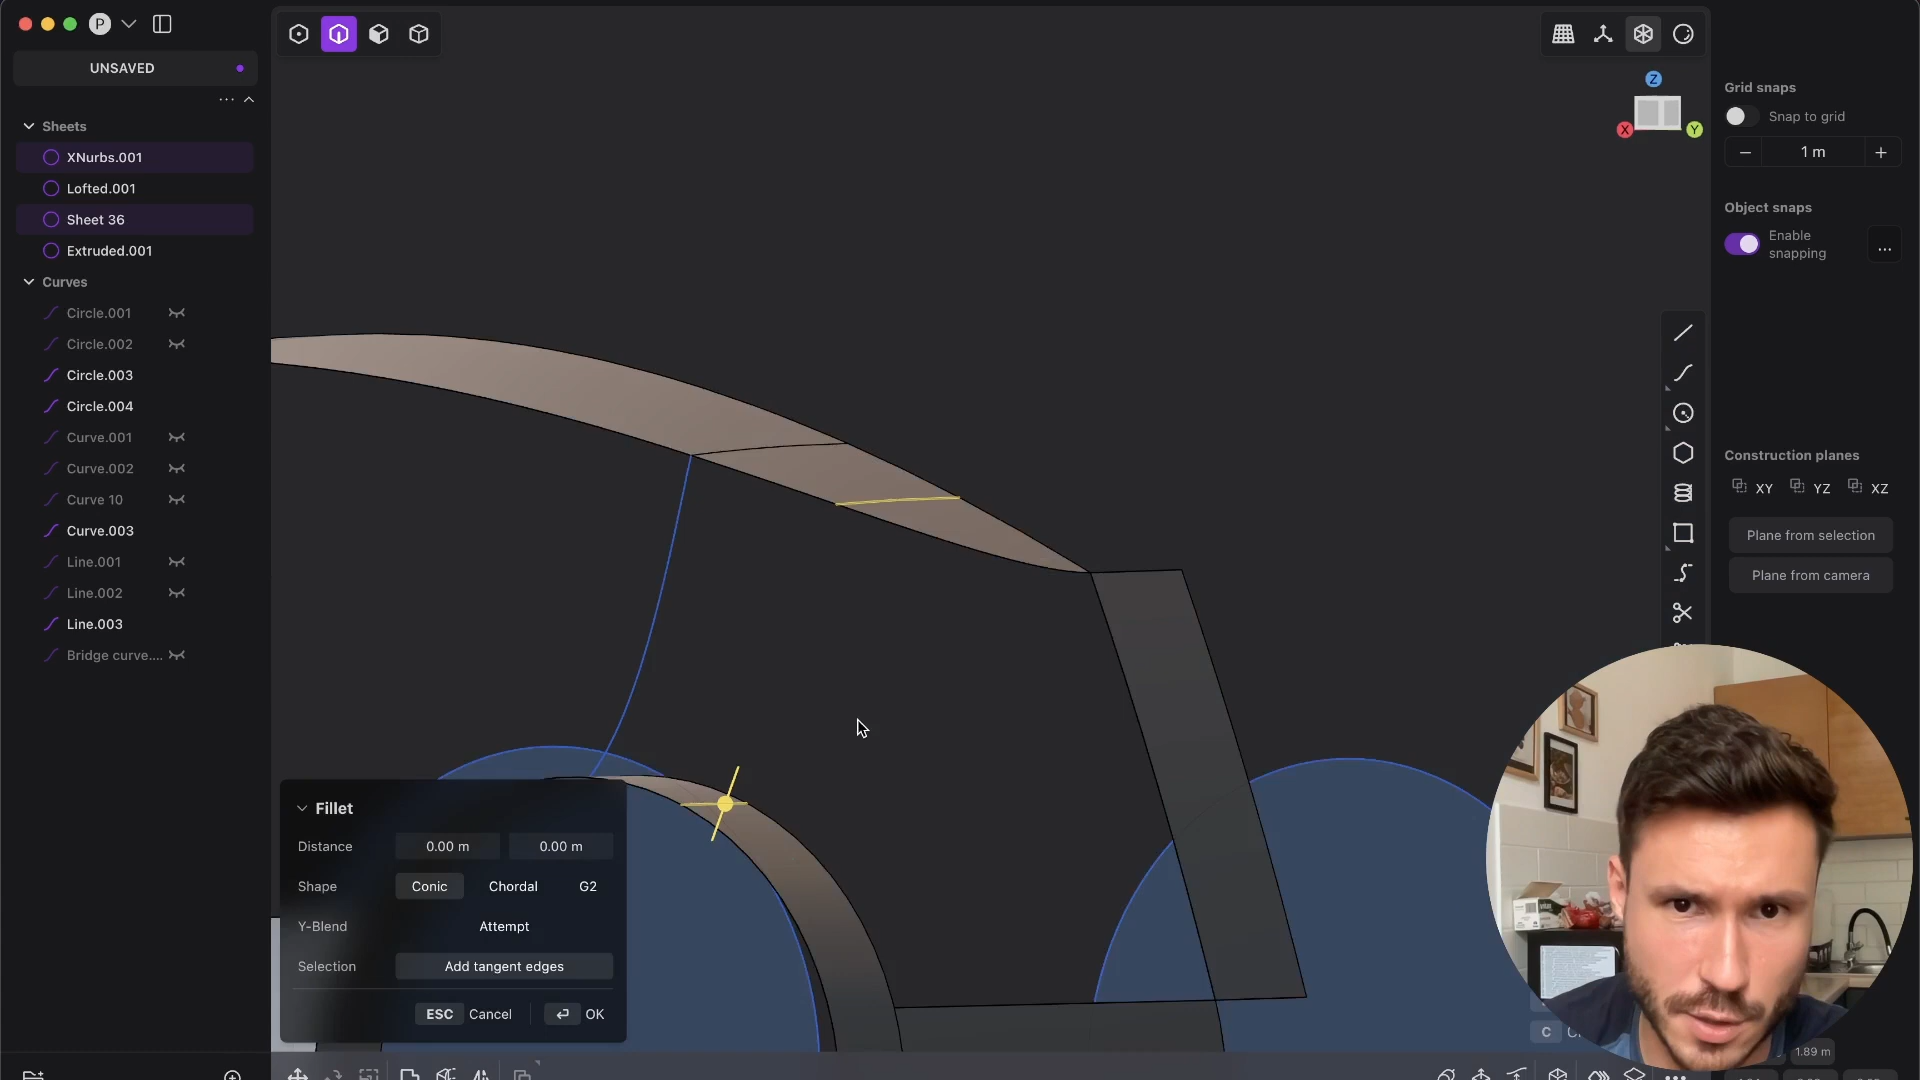 P
UNSAVED
Sheets
XNurbs.001
Lofted.001
Sheet 36
Extruded.001
Curves
Circle.001
Circle.002
Circle.003
Circle.004
Curve.001
Curve.002
Curve 10
Curve.003
Line.001
Line.002
Line.003
Bridge curve....
Fillet
Distance 0.00 m 0.00 m
Shape Conic Chordal G2
Y-Blend Attempt
Selection Add tangent edges
ESC Cancel OK
Z
X Y
Grid snaps
Snap to grid
− 1 m +
Object snaps
Enable
snapping
...
Construction planes
XY YZ XZ
Plane from selection
Plane from camera
C
1.89 m